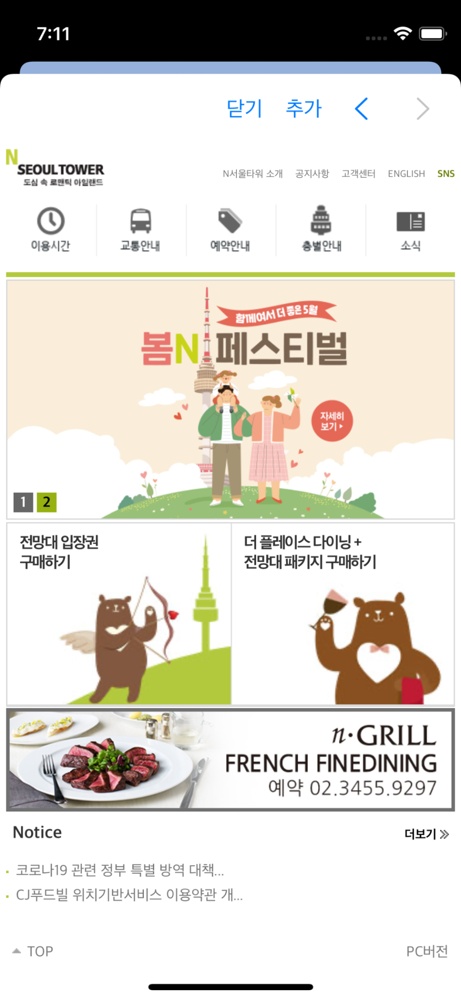 7:11
닫기 추가
N
SEOULTOWER
도심 속 로맨틱 아일랜드
N서울타워 소개 공지사항 고객센터 ENGLISH SNS
이용시간 교통안내 예약안내 층별안내 소식
함께여서 더 좋은 5월
봄N 페스티벌
자세히
보기
1 2
전망대 입장권
구매하기
더 플레이스 다이닝 +
전망대 패키지 구매하기
n·GRILL
FRENCH FINEDINING
예약 02.3455.9297
Notice 더보기
코로나19 관련 정부 특별 방역 대책...
CJ푸드빌 위치기반서비스 이용약관 개...
TOP PC버전